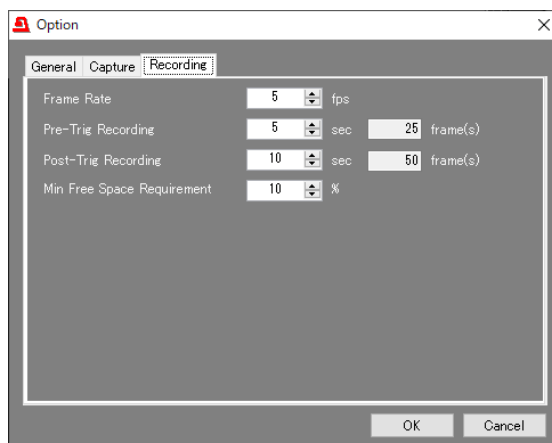 Option
General Capture Recording
Frame Rate 5 fps
Pre-Trig Recording 5 sec 25 frame(s)
Post-Trig Recording 10 sec 50 frame(s)
Min Free Space Requirement 10 %
OK Cancel